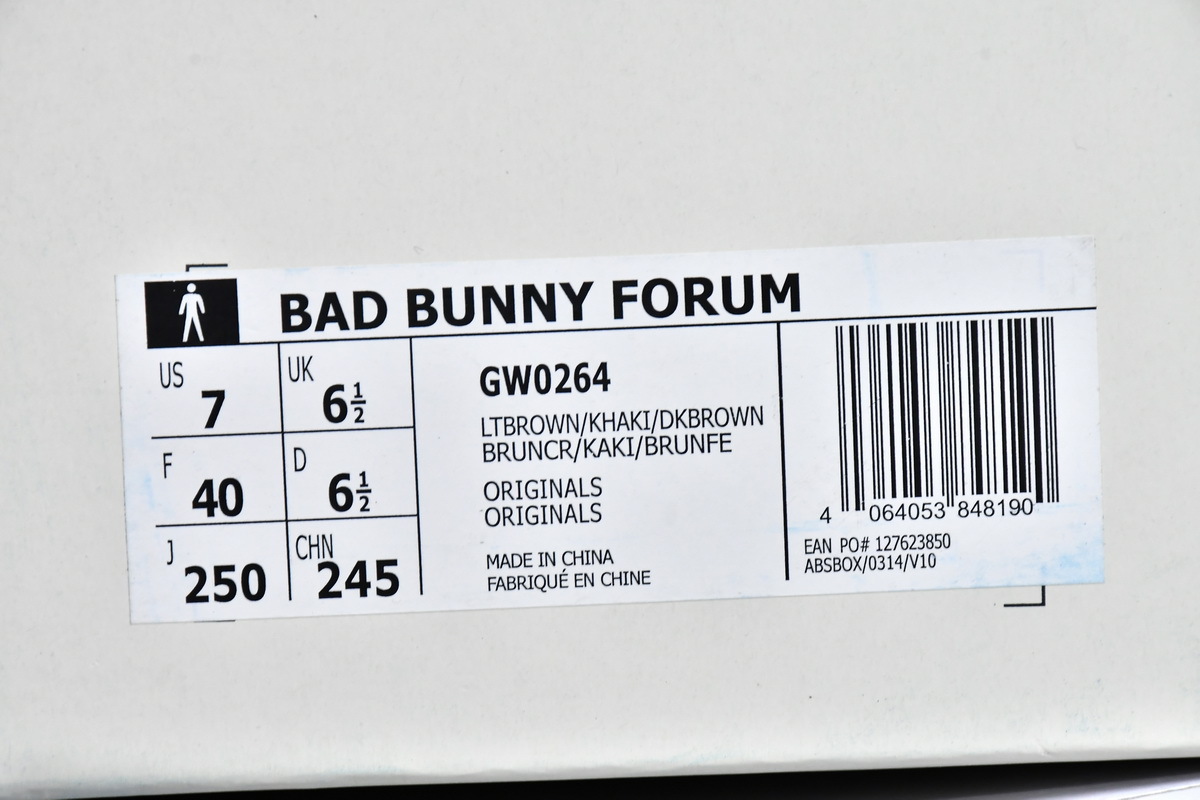 BAD BUNNY FORUM
US 7 UK 6½
F 40 D 6½
J 250 CHN 245
GW0264
LTBROWN/KHAKI/DKBROWN
BRUNCR/KAKI/BRUNFE
ORIGINALS
ORIGINALS
MADE IN CHINA
FABRIQUÉ EN CHINE
4 064053 848190
EAN PO# 127623850
ABSBOX/0314/V10